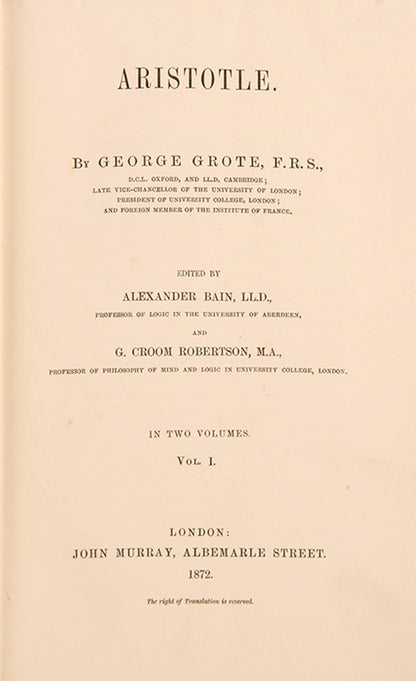 ARISTOTLE.
By GEORGE GROTE, F.R.S.,
D.C.L. OXFORD, AND LL.D. CAMBRIDGE;
LATE VICE-CHANCELLOR OF THE UNIVERSITY OF LONDON;
PRESIDENT OF UNIVERSITY COLLEGE, LONDON;
AND FOREIGN MEMBER OF THE INSTITUTE OF FRANCE.
EDITED BY
ALEXANDER BAIN, LL.D.,
PROFESSOR OF LOGIC IN THE UNIVERSITY OF ABERDEEN,
AND
G. CROOM ROBERTSON, M.A.,
PROFESSOR OF PHILOSOPHY OF MIND AND LOGIC IN UNIVERSITY COLLEGE, LONDON.
IN TWO VOLUMES.
Vol. I.
LONDON:
JOHN MURRAY, ALBEMARLE STREET.
1872.
The right of Translation is reserved.